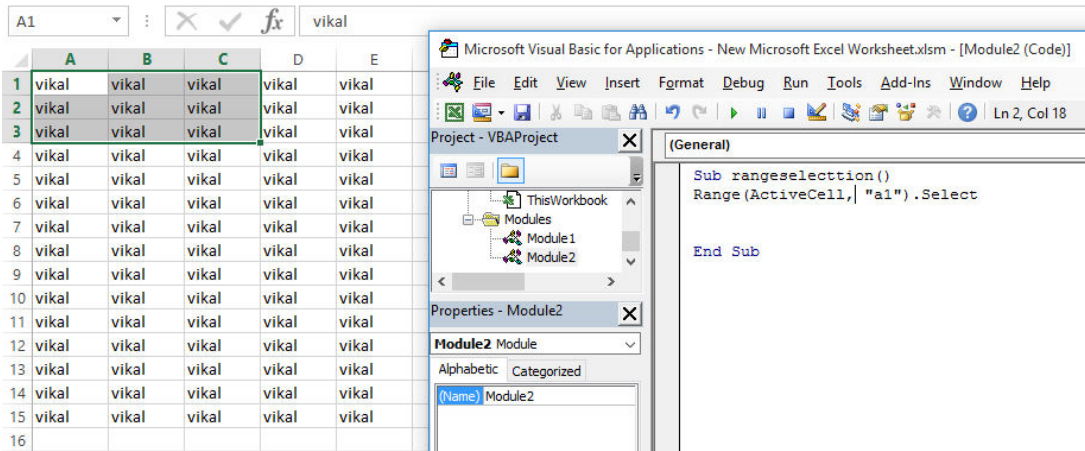 A1 fx vikal
A B C D E
1 vikal vikal vikal vikal vikal
2 vikal vikal vikal vikal vikal
3 vikal vikal vikal vikal vikal
4 vikal vikal vikal vikal vikal
5 vikal vikal vikal vikal vikal
6 vikal vikal vikal vikal vikal
7 vikal vikal vikal vikal vikal
8 vikal vikal vikal vikal vikal
9 vikal vikal vikal vikal vikal
10 vikal vikal vikal vikal vikal
11 vikal vikal vikal vikal vikal
12 vikal vikal vikal vikal vikal
13 vikal vikal vikal vikal vikal
14 vikal vikal vikal vikal vikal
15 vikal vikal vikal vikal vikal
16
Microsoft Visual Basic for Applications - New Microsoft Excel Worksheet.xlsm - [Module2 (Code)]
File Edit View Insert Format Debug Run Tools Add-Ins Window Help
Ln 2, Col 18
Project - VBAProject
ThisWorkbook
Modules
Module1
Module2
Properties - Module2
Module2 Module
Alphabetic Categorized
(Name) Module2
(General)
Sub rangeselecttion()
Range(ActiveCell, "a1").Select
End Sub